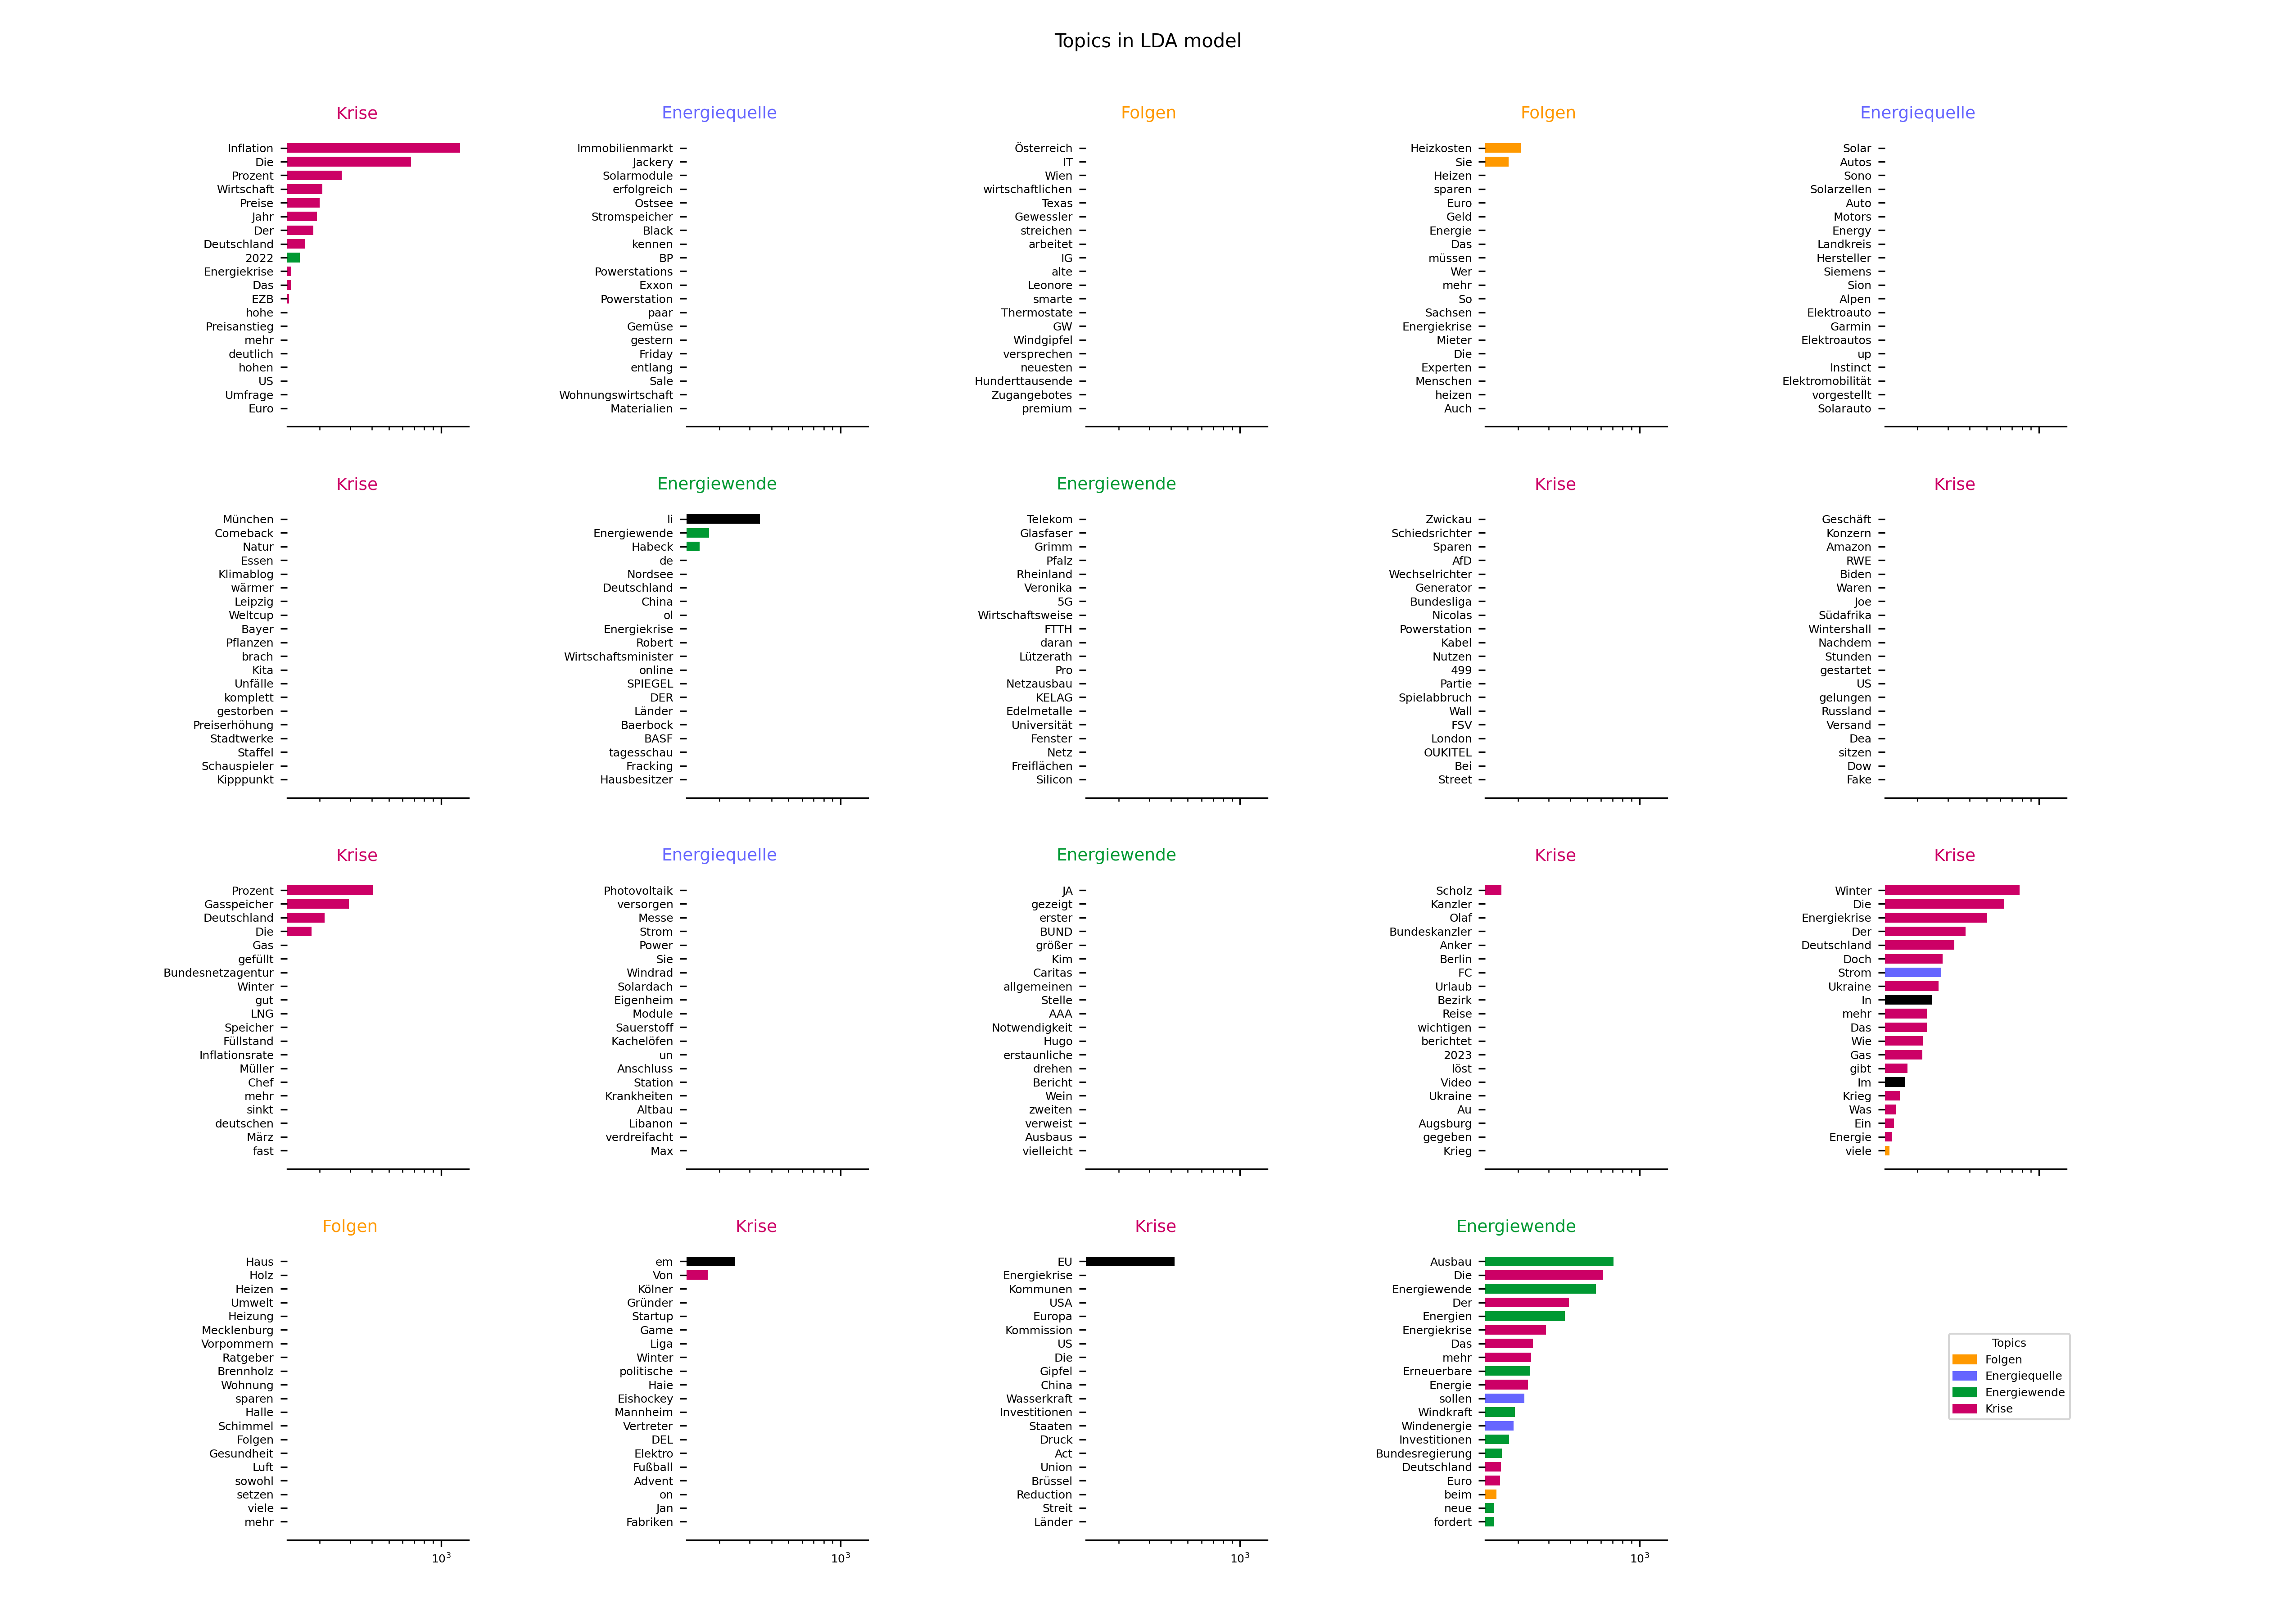 Topics in LDA model
Krise
Inflation
Die
Prozent
Wirtschaft
Preise
Jahr
Der
Deutschland
2022
Energiekrise
Das
EZB
hohe
Preisanstieg
mehr
deutlich
hohen
US
Umfrage
Euro
Energiequelle
Immobilienmarkt
Jackery
Solarmodule
erfolgreich
Ostsee
Stromspeicher
Black
kennen
BP
Powerstations
Exxon
Powerstation
paar
Gemüse
gestern
Friday
entlang
Sale
Wohnungswirtschaft
Materialien
Folgen
Österreich
IT
Wien
wirtschaftlichen
Texas
Gewessler
streichen
arbeitet
IG
alte
Leonore
smarte
Thermostate
GW
Windgipfel
versprechen
neuesten
Hunderttausende
Zugangebotes
premium
Folgen
Heizkosten
Sie
Heizen
sparen
Euro
Geld
Energie
Das
müssen
Wer
mehr
So
Sachsen
Energiekrise
Mieter
Die
Experten
Menschen
heizen
Auch
Energiequelle
Solar
Autos
Sono
Solarzellen
Auto
Motors
Energy
Landkreis
Hersteller
Siemens
Sion
Alpen
Elektroauto
Garmin
Elektroautos
up
Instinct
Elektromobilität
vorgestellt
Solarauto
Krise
München
Comeback
Natur
Essen
Klimablog
wärmer
Leipzig
Weltcup
Bayer
Pflanzen
brach
Kita
Unfälle
komplett
gestorben
Preiserhöhung
Stadtwerke
Staffel
Schauspieler
Kipppunkt
Energiewende
li
Energiewende
Habeck
de
Nordsee
Deutschland
China
ol
Energiekrise
Robert
Wirtschaftsminister
online
SPIEGEL
DER
Länder
Baerbock
BASF
tagesschau
Fracking
Hausbesitzer
Energiewende
Telekom
Glasfaser
Grimm
Pfalz
Rheinland
Veronika
5G
Wirtschaftsweise
FTTH
daran
Lützerath
Pro
Netzausbau
KELAG
Edelmetalle
Universität
Fenster
Netz
Freiflächen
Silicon
Krise
Zwickau
Schiedsrichter
Sparen
AfD
Wechselrichter
Generator
Bundesliga
Nicolas
Powerstation
Kabel
Nutzen
499
Partie
Spielabbruch
Wall
FSV
London
OUKITEL
Bei
Street
Krise
Geschäft
Konzern
Amazon
RWE
Biden
Waren
Joe
Südafrika
Wintershall
Nachdem
Stunden
gestartet
US
gelungen
Russland
Versand
Dea
sitzen
Dow
Fake
Krise
Prozent
Gasspeicher
Deutschland
Die
Gas
gefüllt
Bundesnetzagentur
Winter
gut
LNG
Speicher
Füllstand
Inflationsrate
Müller
Chef
mehr
sinkt
deutschen
März
fast
Energiequelle
Photovoltaik
versorgen
Messe
Strom
Power
Sie
Windrad
Solardach
Eigenheim
Module
Sauerstoff
Kachelöfen
un
Anschluss
Station
Krankheiten
Altbau
Libanon
verdreifacht
Max
Energiewende
JA
gezeigt
erster
BUND
größer
Kim
Caritas
allgemeinen
Stelle
AAA
Notwendigkeit
Hugo
erstaunliche
drehen
Bericht
Wein
zweiten
verweist
Ausbaus
vielleicht
Krise
Scholz
Kanzler
Olaf
Bundeskanzler
Anker
Berlin
FC
Urlaub
Bezirk
Reise
wichtigen
berichtet
2023
löst
Video
Ukraine
Au
Augsburg
gegeben
Krieg
Krise
Winter
Die
Energiekrise
Der
Deutschland
Doch
Strom
Ukraine
In
mehr
Das
Wie
Gas
gibt
Im
Krieg
Was
Ein
Energie
viele
Folgen
Haus
Holz
Heizen
Umwelt
Heizung
Mecklenburg
Vorpommern
Ratgeber
Brennholz
Wohnung
sparen
Halle
Schimmel
Folgen
Gesundheit
Luft
sowohl
setzen
viele
mehr
10³
Krise
em
Von
Kölner
Gründer
Startup
Game
Liga
Winter
politische
Haie
Eishockey
Mannheim
Vertreter
DEL
Elektro
Fußball
Advent
on
Jan
Fabriken
10³
Krise
EU
Energiekrise
Kommunen
USA
Europa
Kommission
US
Die
Gipfel
China
Wasserkraft
Investitionen
Staaten
Druck
Act
Union
Brüssel
Reduction
Streit
Länder
10³
Energiewende
Ausbau
Die
Energiewende
Der
Energien
Energiekrise
Das
mehr
Erneuerbare
Energie
sollen
Windkraft
Windenergie
Investitionen
Bundesregierung
Deutschland
Euro
beim
neue
fordert
10³
Topics
Folgen
Energiequelle
Energiewende
Krise